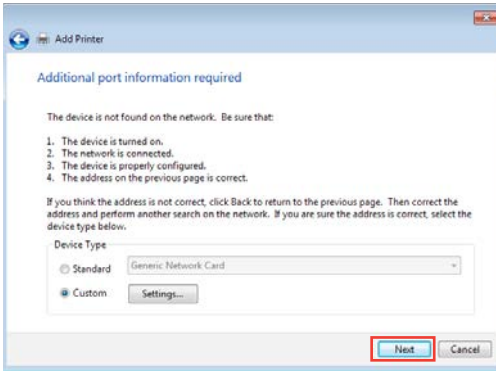 Add Printer
Additional port information required
The device is not found on the network. Be sure that:
1. The device is turned on.
2. The network is connected.
3. The device is properly configured.
4. The address on the previous page is correct.
If you think the address is not correct, click Back to return to the previous page. Then correct the
address and perform another search on the network. If you are sure the address is correct, select the
device type below.
Device Type
Standard Generic Network Card
Custom Settings...
Next Cancel